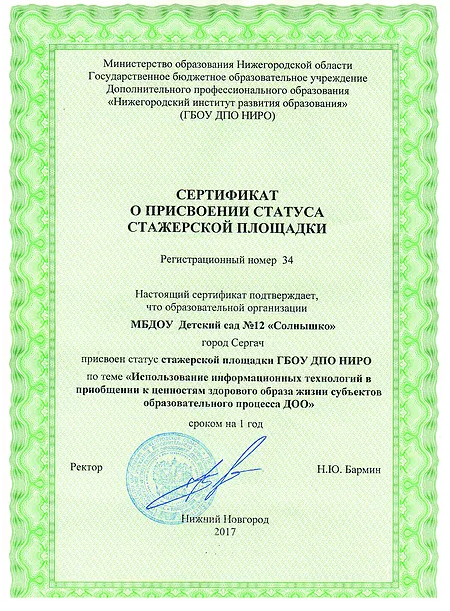 Министерство образования Нижегородской области
Государственное бюджетное образовательное учреждение
Дополнительного профессионального образования
«Нижегородский институт развития образования»
(ГБОУ ДПО НИРО)
СЕРТИФИКАТ
О ПРИСВОЕНИИ СТАТУСА
СТАЖЕРСКОЙ ПЛОЩАДКИ
Регистрационный номер 34
Настоящий сертификат подтверждает,
что образовательной организации
МБДОУ Детский сад №12 «Солнышко»
город Сергач
присвоен статус стажерской площадки ГБОУ ДПО НИРО
по теме «Использование информационных технологий в
приобщении к ценностям здорового образа жизни субъектов
образовательного процесса ДОО»
сроком на 1 год
Ректор Н.Ю. Бармин
Нижний Новгород
2017